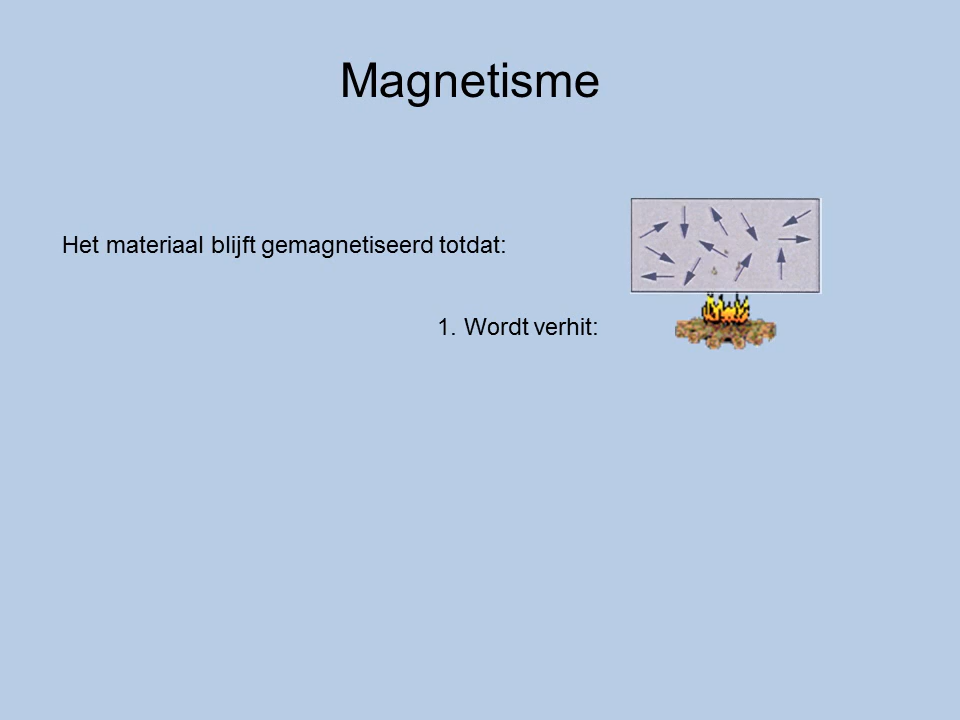 Magnetisme
Het materiaal blijft gemagnetiseerd totdat:
1. Wordt verhit: